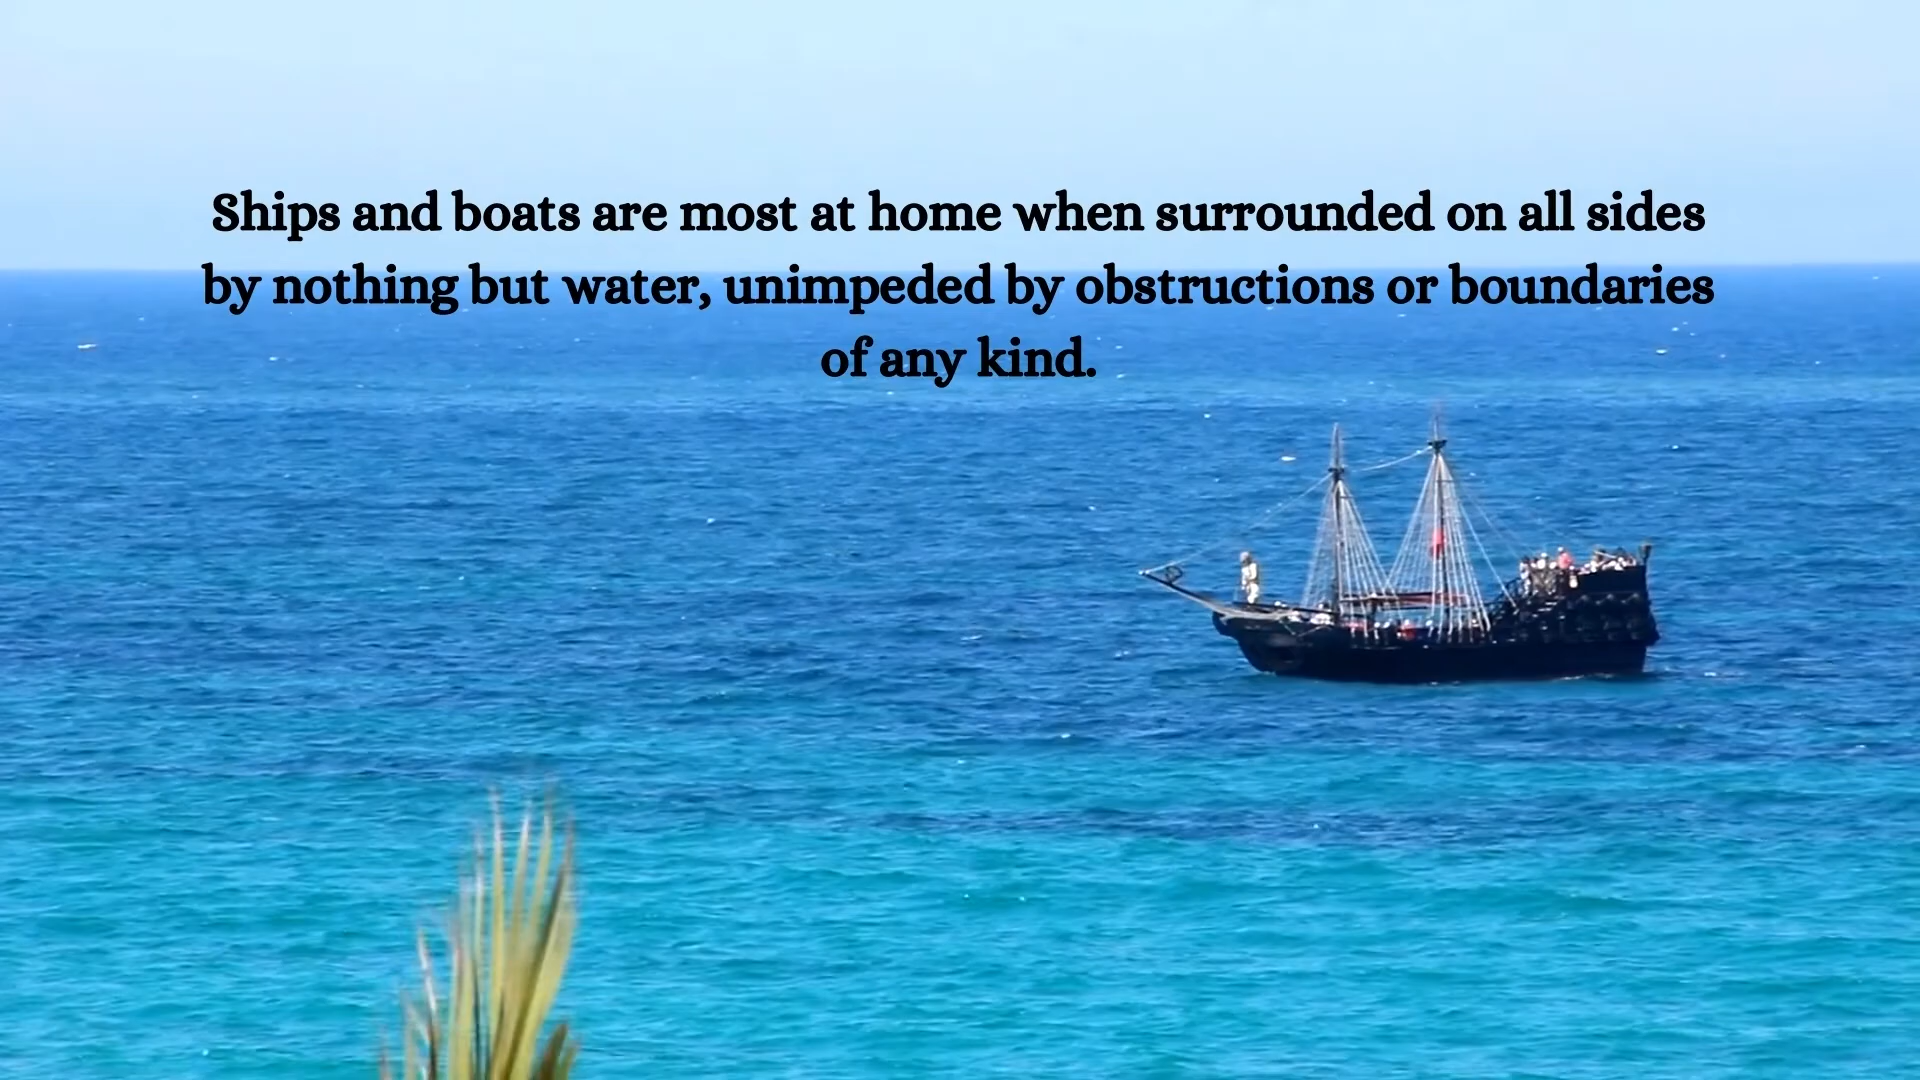 Ships and boats are most at home when surrounded on all sides
by nothing but water, unimpeded by obstructions or boundaries
of any kind.